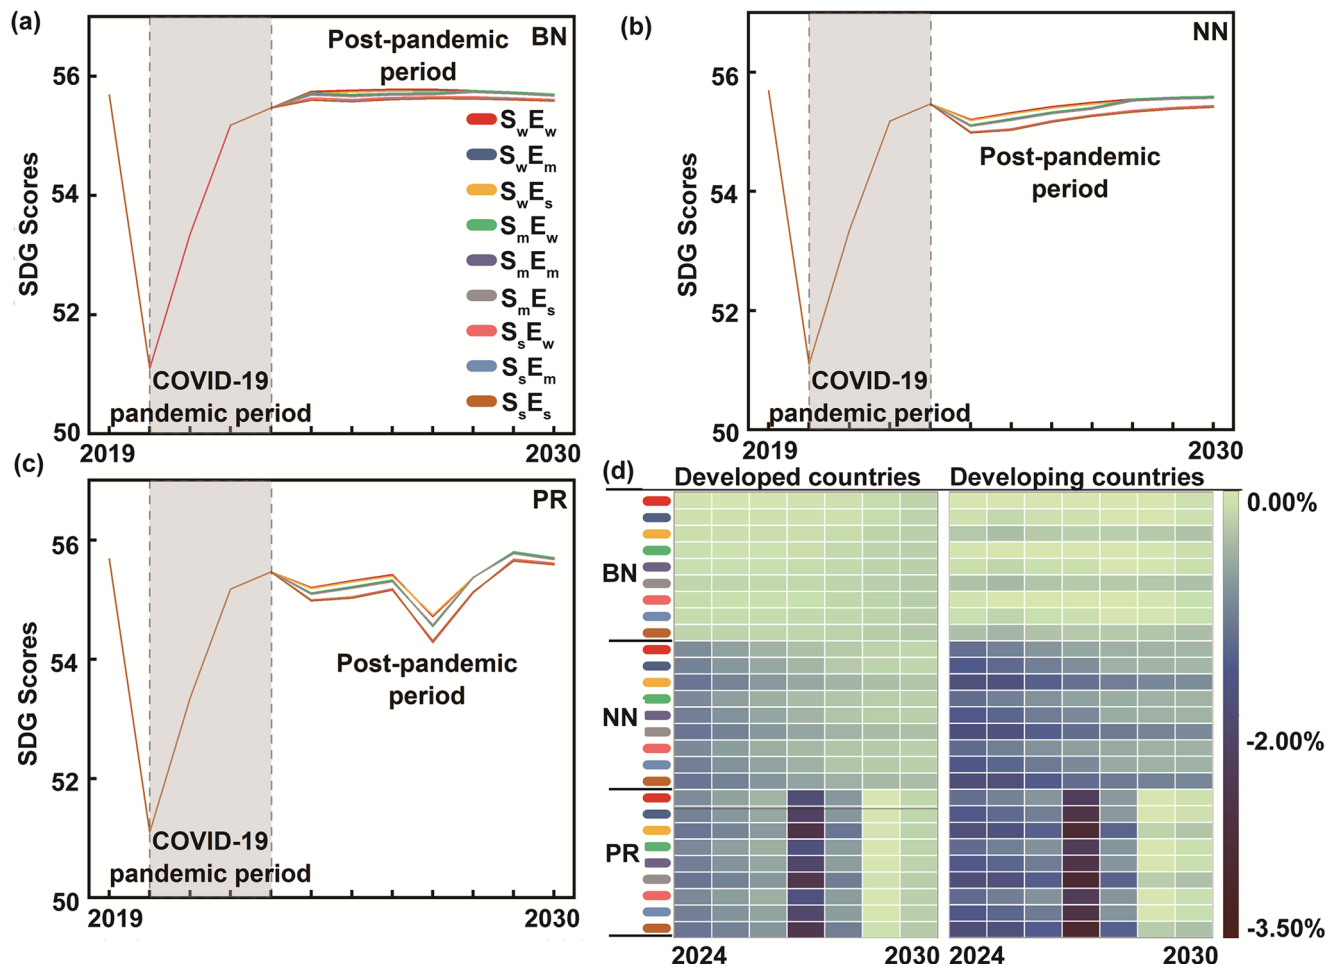 (a)
BN
Post-pandemic
period
56
54
52
50
SDG Scores
SwEw
SwEm
SwEs
SmEw
SmEm
SmEs
SsEw
SsEm
SsEs
COVID-19
pandemic period
2019
2030
(b)
NN
56
54
52
50
SDG Scores
Post-pandemic
period
COVID-19
pandemic period
2019
2030
(c)
PR
56
54
52
50
SDG Scores
Post-pandemic
period
COVID-19
pandemic period
2019
2030
(d)
Developed countries
Developing countries
BN
NN
PR
0.00%
-2.00%
-3.50%
2024
2030
2024
2030